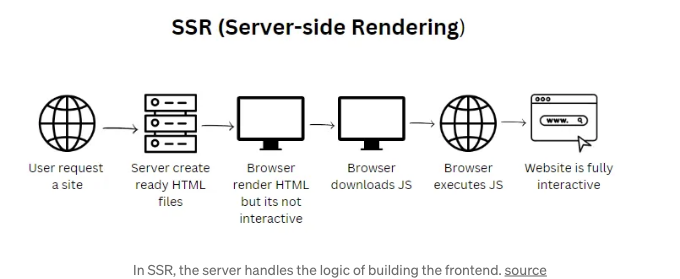 SSR (Server-side Rendering)
User request
a site
Server create
ready HTML
files
Browser
render HTML
but its not
interactive
Browser
downloads JS
Browser
executes JS
www.
Website is fully
interactive
In SSR, the server handles the logic of building the frontend. source